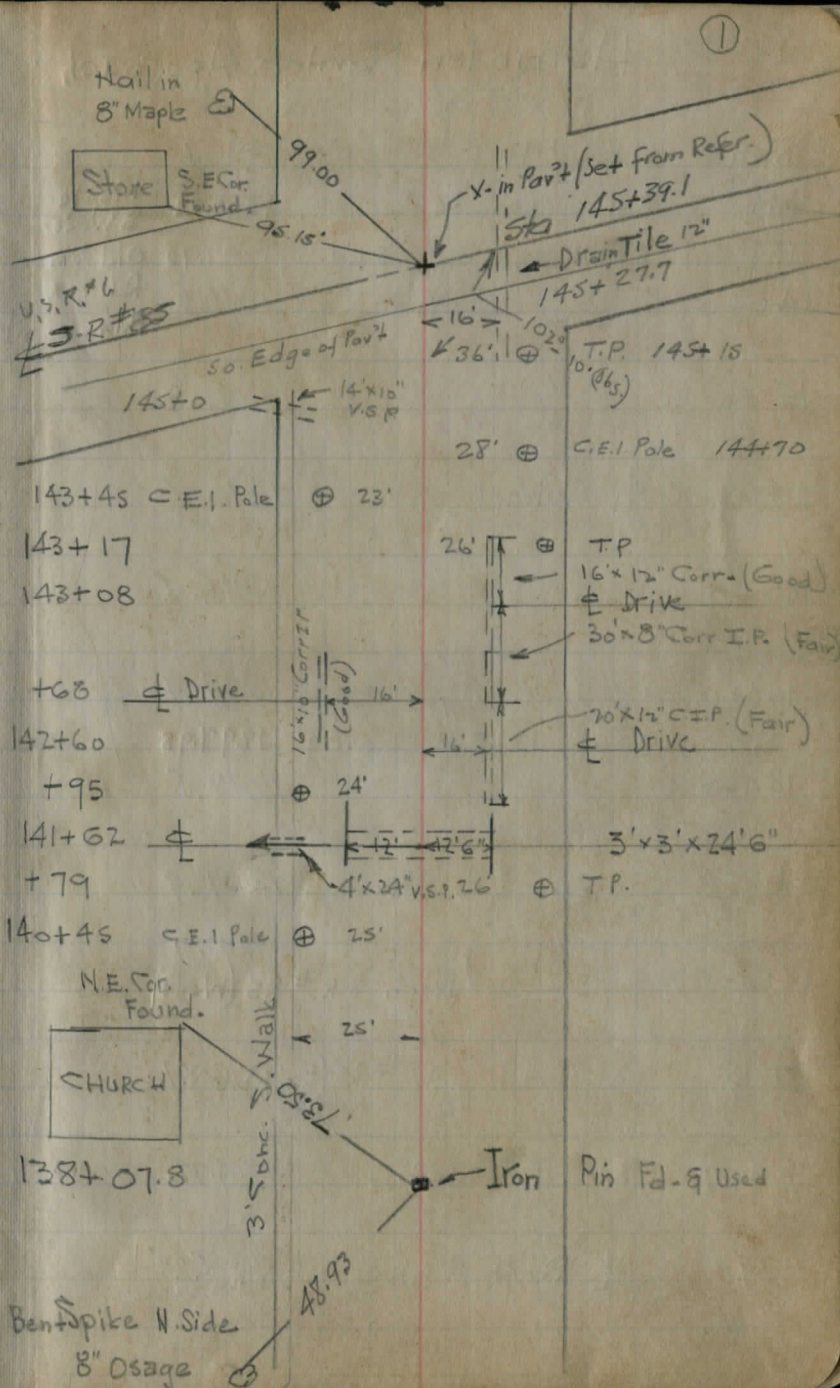 ①
Nail in
8" Maple
99.00
Store
S.E Cor.
Found.
95.15'
X-in Pav't (Set From Refer.)
Sta 145+39.1
Drain Tile 12"
145+27.7
U.S.R.#6
S.R.#85
So. Edge of Pav't
16'
102°
36' T.P. 145+15
145+0
14'x10"
V.S.P
28' C.E.I Pole 144+70
143+45 C.E.I. Pole 23'
143+17 26' T.P
16'x12" Corr. (Good)
143+08 ℄ Drive
30'x8" Corr I.P. (Fair)
16'x10" Corr I P
(Good)
+68 ℄ Drive 16'
20'x12" C.I.P. (Fair)
142+60 16' ℄ Drive
+95 24'
141+62 ℄ 12' 12'6" 3'x3'x24'6"
+79 4'x24" V.S.P. 26' T.P.
140+45 C.E.I Pole 25'
N.E. Cor.
Found.
25'
CHURCH
73.50'
3' Conc. S. Walk
138+07.8 Iron Pin Fd. & Used
48.93
Bent Spike N. Side
8" Osage